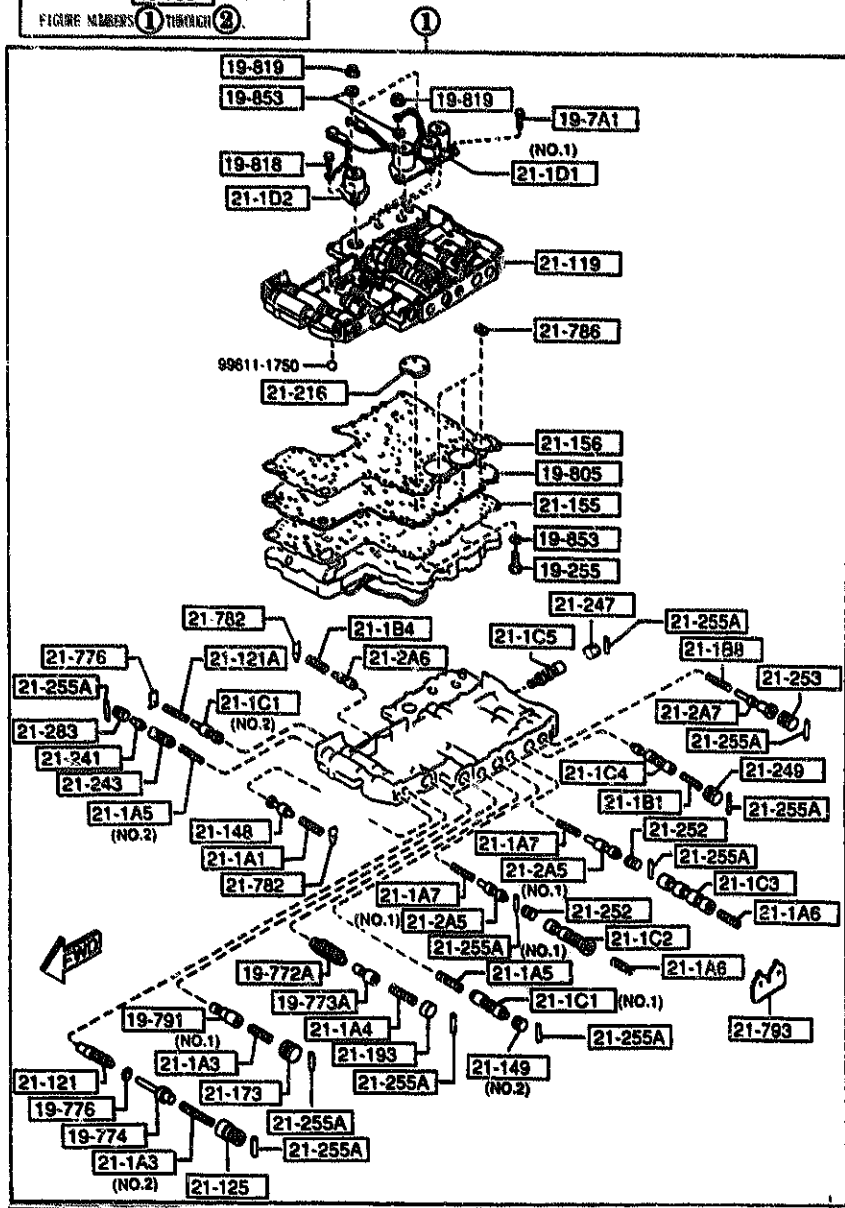 FIGURE NUMBERS 1 THROUGH 2.
1
19-819
19-853
19-819
19-7A1
(NO.1)
19-818
21-1D1
21-1D2
21-119
21-786
99611-1750
21-216
21-156
19-805
21-155
19-853
19-255
21-247
21-782
21-1B4
21-255A
21-1C5
21-1B8
21-776
21-121A
21-2A6
21-253
21-255A
21-1C1
(NO.2)
21-2A7
21-283
21-255A
21-241
21-1C4
21-249
21-243
21-1B1
21-255A
21-1A5
(NO.2)
21-148
21-1A7
21-252
21-1A1
21-2A5
(NO.1)
21-255A
21-782
21-1A7
21-1C3
(NO.1)
21-2A5
21-252
21-1A6
21-255A
(NO.1)
21-1C2
FWD
19-772A
21-1A5
21-1A6
19-773A
21-1C1
(NO.1)
19-791
(NO.1)
21-1A4
21-793
21-1A3
21-193
21-255A
21-121
21-173
21-255A
21-149
(NO.2)
19-776
21-255A
19-774
21-255A
21-1A3
(NO.2)
21-125